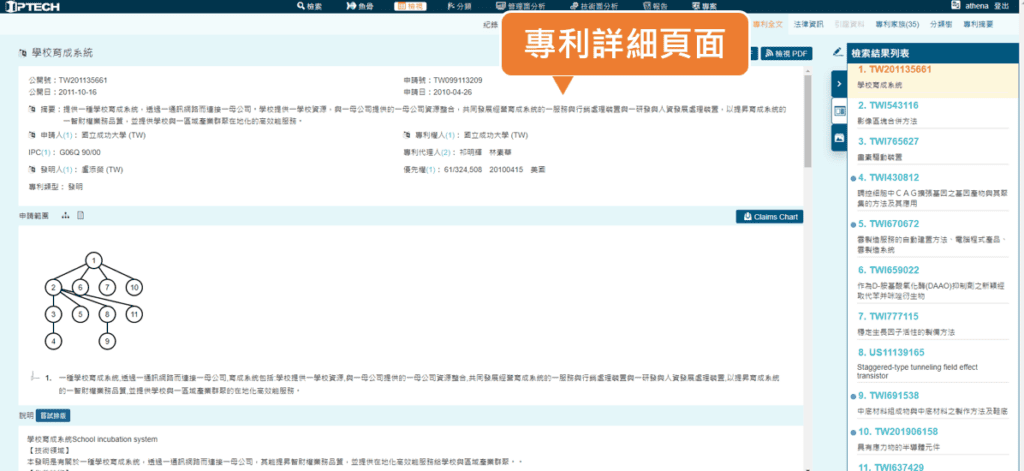 IPTECH
檢索
魚骨
檢視
分類
管理面分析
技術面分析
報告
專案
athena 登出
紀錄
專利全文
法律資訊
引證資料
專利家族(35)
分類樹
專利摘要
專利詳細頁面
學校育成系統
檢視 PDF
檢索結果列表
公開號：TW201135661
申請號：TW099113209
公開日：2011-10-16
申請日：2010-04-26
摘要：提供一種學校育成系統，透過一通訊網路而連接一母公司，學校提供一學校資源，與一母公司提供的一母公司資源整合，共同發展經營育成系統的一服務與行銷處理裝置與一研發與人資發展處理裝置，以提昇育成系統的
一智財權業務品質，並提供學校與一區域產業群聚在地化的高效能服務。
申請人(1)： 國立成功大學 (TW)
專利權人(1)： 國立成功大學 (TW)
IPC(1)： G06Q 90/00
專利代理人(2)： 祁明輝 林素華
發明人(1)： 盧添榮 (TW)
優先權(1)： 61/324,508 20100415 美國
專利類型： 發明
申請範圍
Claims Chart
1
2 6 7 10
3 5 8 11
4 9
1. 一種學校育成系統,透過一通訊網路而連接一母公司,育成系統包括:學校提供一學校資源,與一母公司提供的一母公司資源整合,共同發展經營育成系統的一服務與行銷處理裝置與一研發與人資發展處理裝置,以提昇育成系統
的一智財權業務品質,並提供學校與一區域產業群聚的在地化高效能服務。
說明
嘗試排版
學校育成系統School incubation system
【技術領域】
本發明是有關於一種學校育成系統，透過一通訊網路而連接一母公司，其能提昇智財權業務品質，並提供在地化高效能服務給學校與區域產業群聚。。
1. TW201135661
學校育成系統
2. TWI543116
影像區塊合併方法
3. TWI765627
畫素驅動裝置
4. TWI430812
調控細胞中ＣＡＧ擴張基因之基因產物與其聚
集的方法及其應用
5. TWI670672
雲製造服務的自動建置方法、電腦程式產品、
雲製造系統
6. TWI659022
作為D-胺基酸氧化酶(DAAO)抑制劑之新穎經
取代苯并咪唑衍生物
7. TWI777115
穩定生長因子活性的製備方法
8. US11139165
Staggered-type tunneling field effect
transistor
9. TWI691538
中底材料組成物與中底材料之製作方法及鞋底
10. TW201906158
具有應力物的半導體元件
11. TWI637429